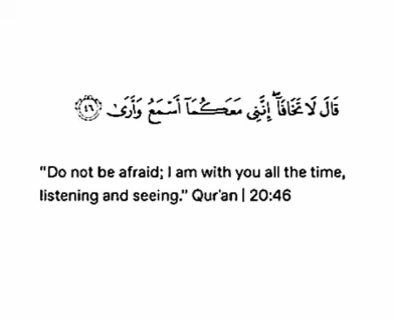 قَالَ لَا تَخَافَآ ۖ إِنَّنِى مَعَكُمَآ أَسْمَعُ وَأَرَىٰ ٤٦
“Do not be afraid; I am with you all the time,
listening and seeing.” Qur'an | 20:46